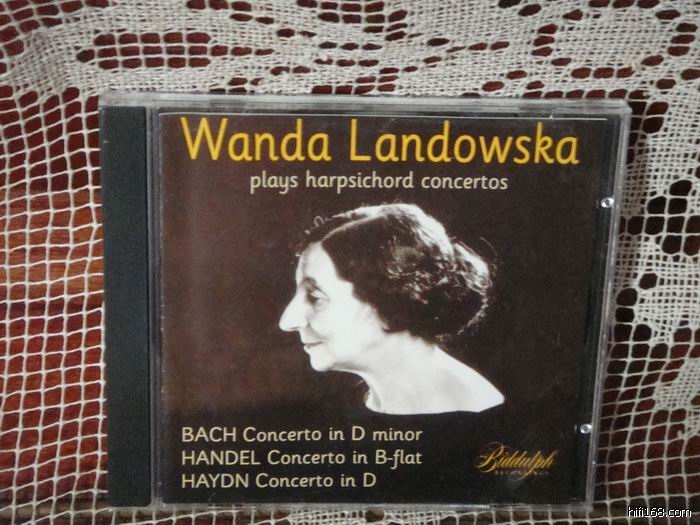 Wanda Landowska
plays harpsichord concertos
BACH Concerto in D minor
HANDEL Concerto in B-flat
HAYDN Concerto in D
Biddulph
RECORDINGS
hifi168.com